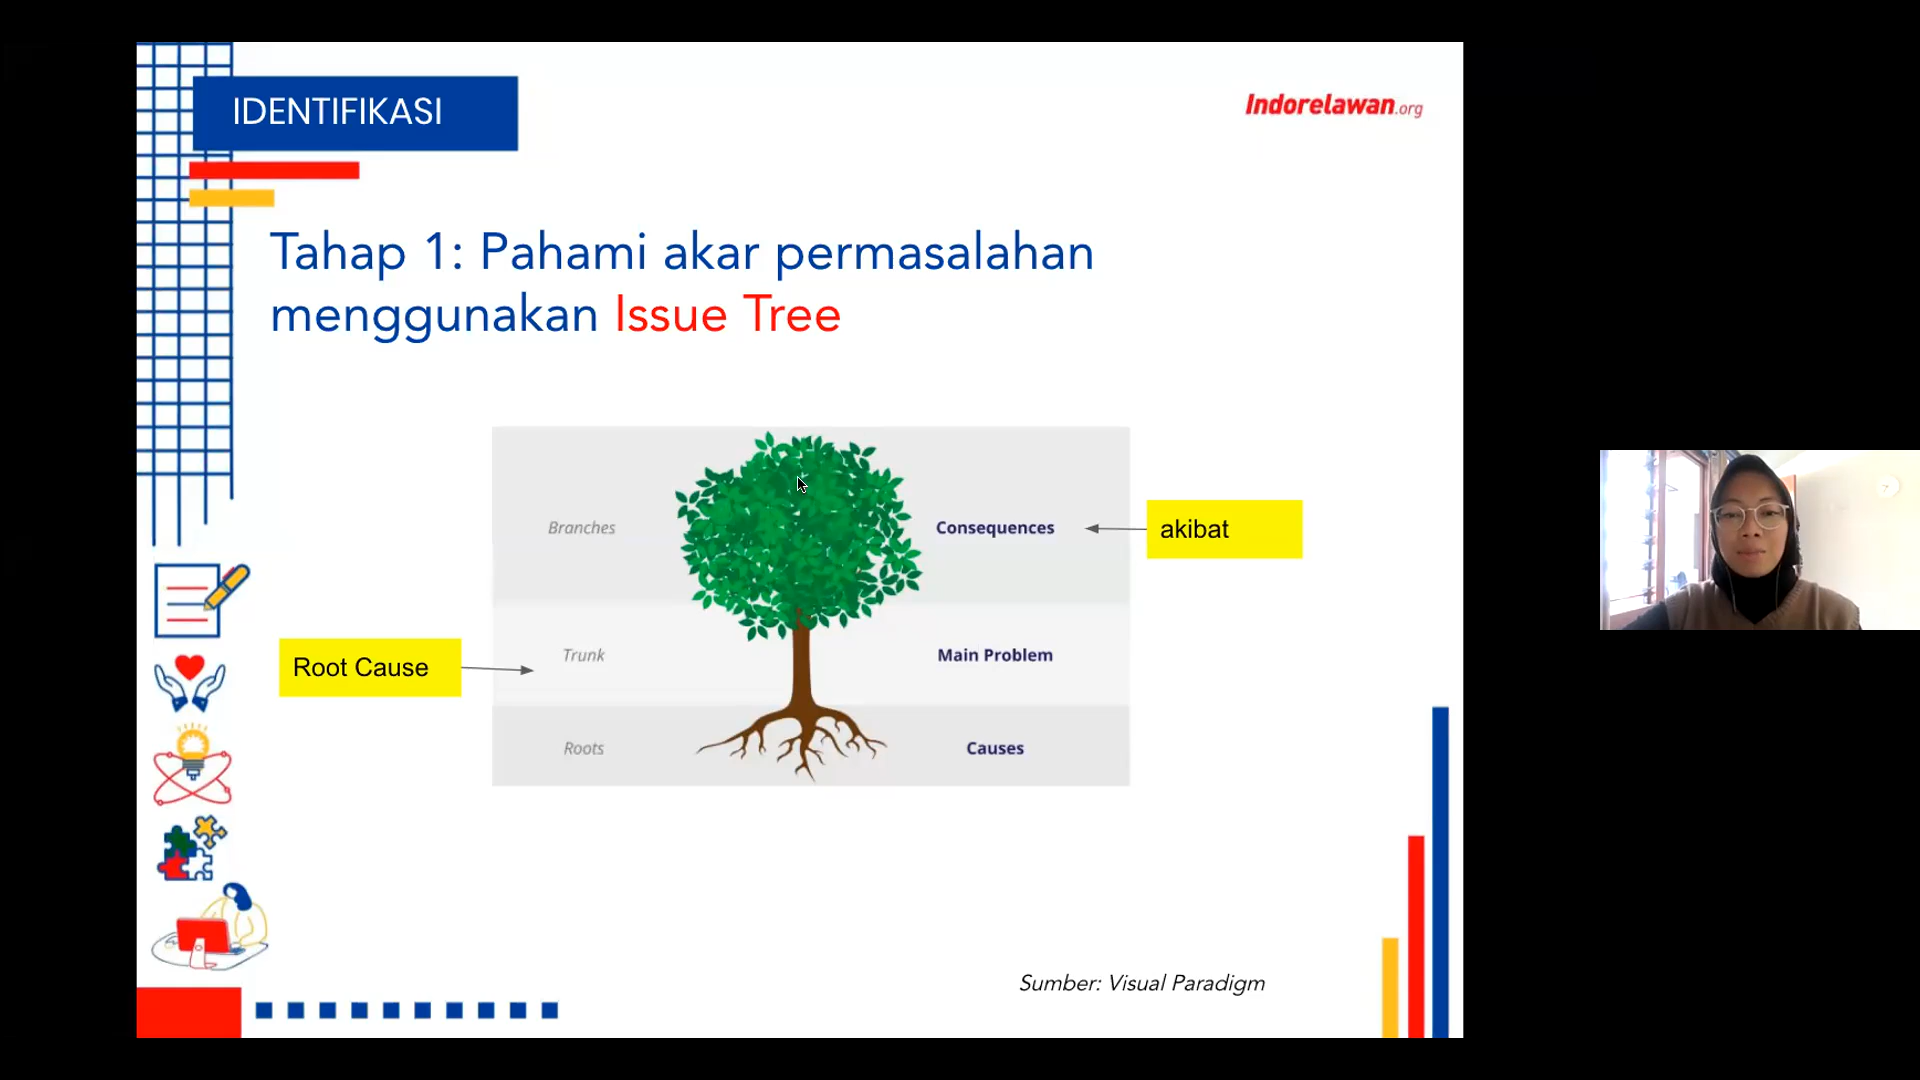 IDENTIFIKASI
Indorelawan.org
Tahap 1: Pahami akar permasalahan
menggunakan Issue Tree
Branches
Consequences
akibat
Root Cause
Trunk
Main Problem
Roots
Causes
Sumber: Visual Paradigm